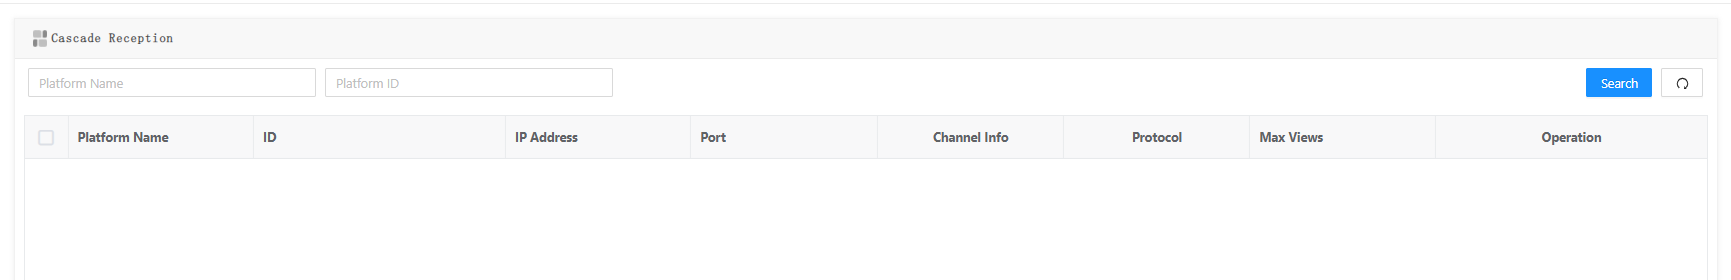 Cascade Reception
Platform Name Platform ID Search
Platform Name ID IP Address Port Channel Info Protocol Max Views Operation